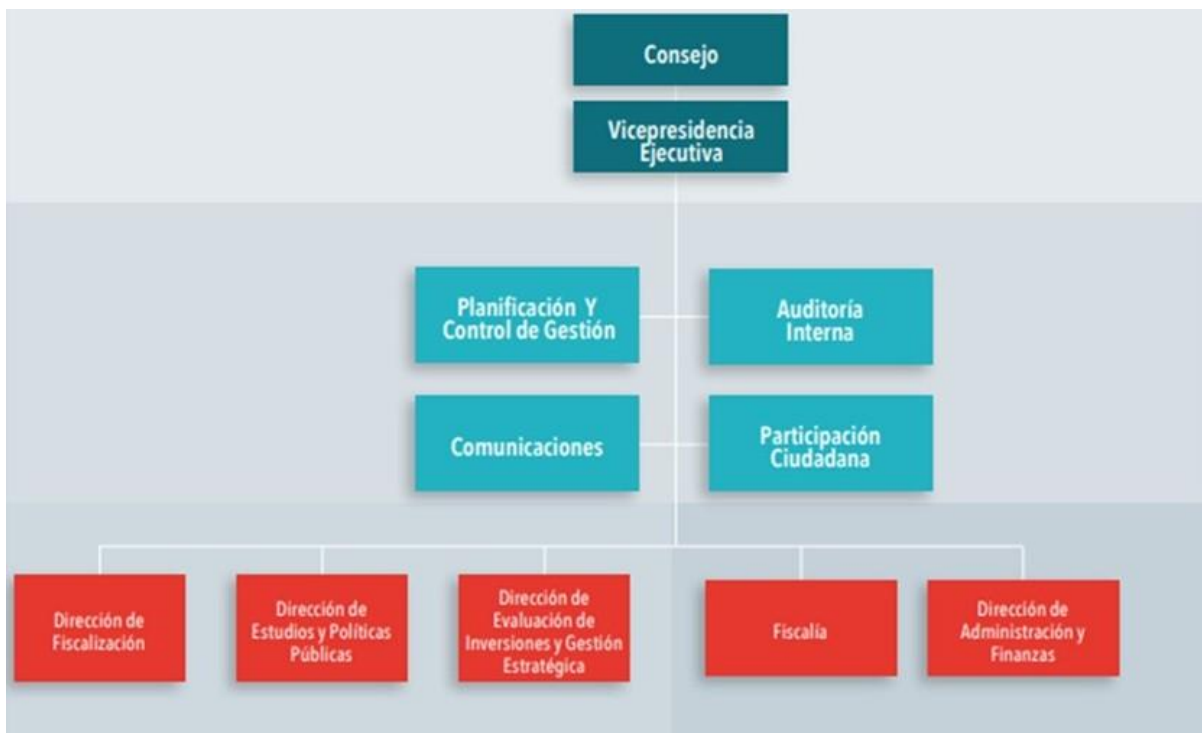 Consejo
Vicepresidencia
Ejecutiva
Planificación Y
Control de Gestión
Auditoría
Interna
Comunicaciones
Participación
Ciudadana
Dirección de
Fiscalización
Dirección de
Estudios y Políticas
Públicas
Dirección de
Evaluación de
Inversiones y Gestión
Estratégica
Fiscalía
Dirección de
Administración y
Finanzas